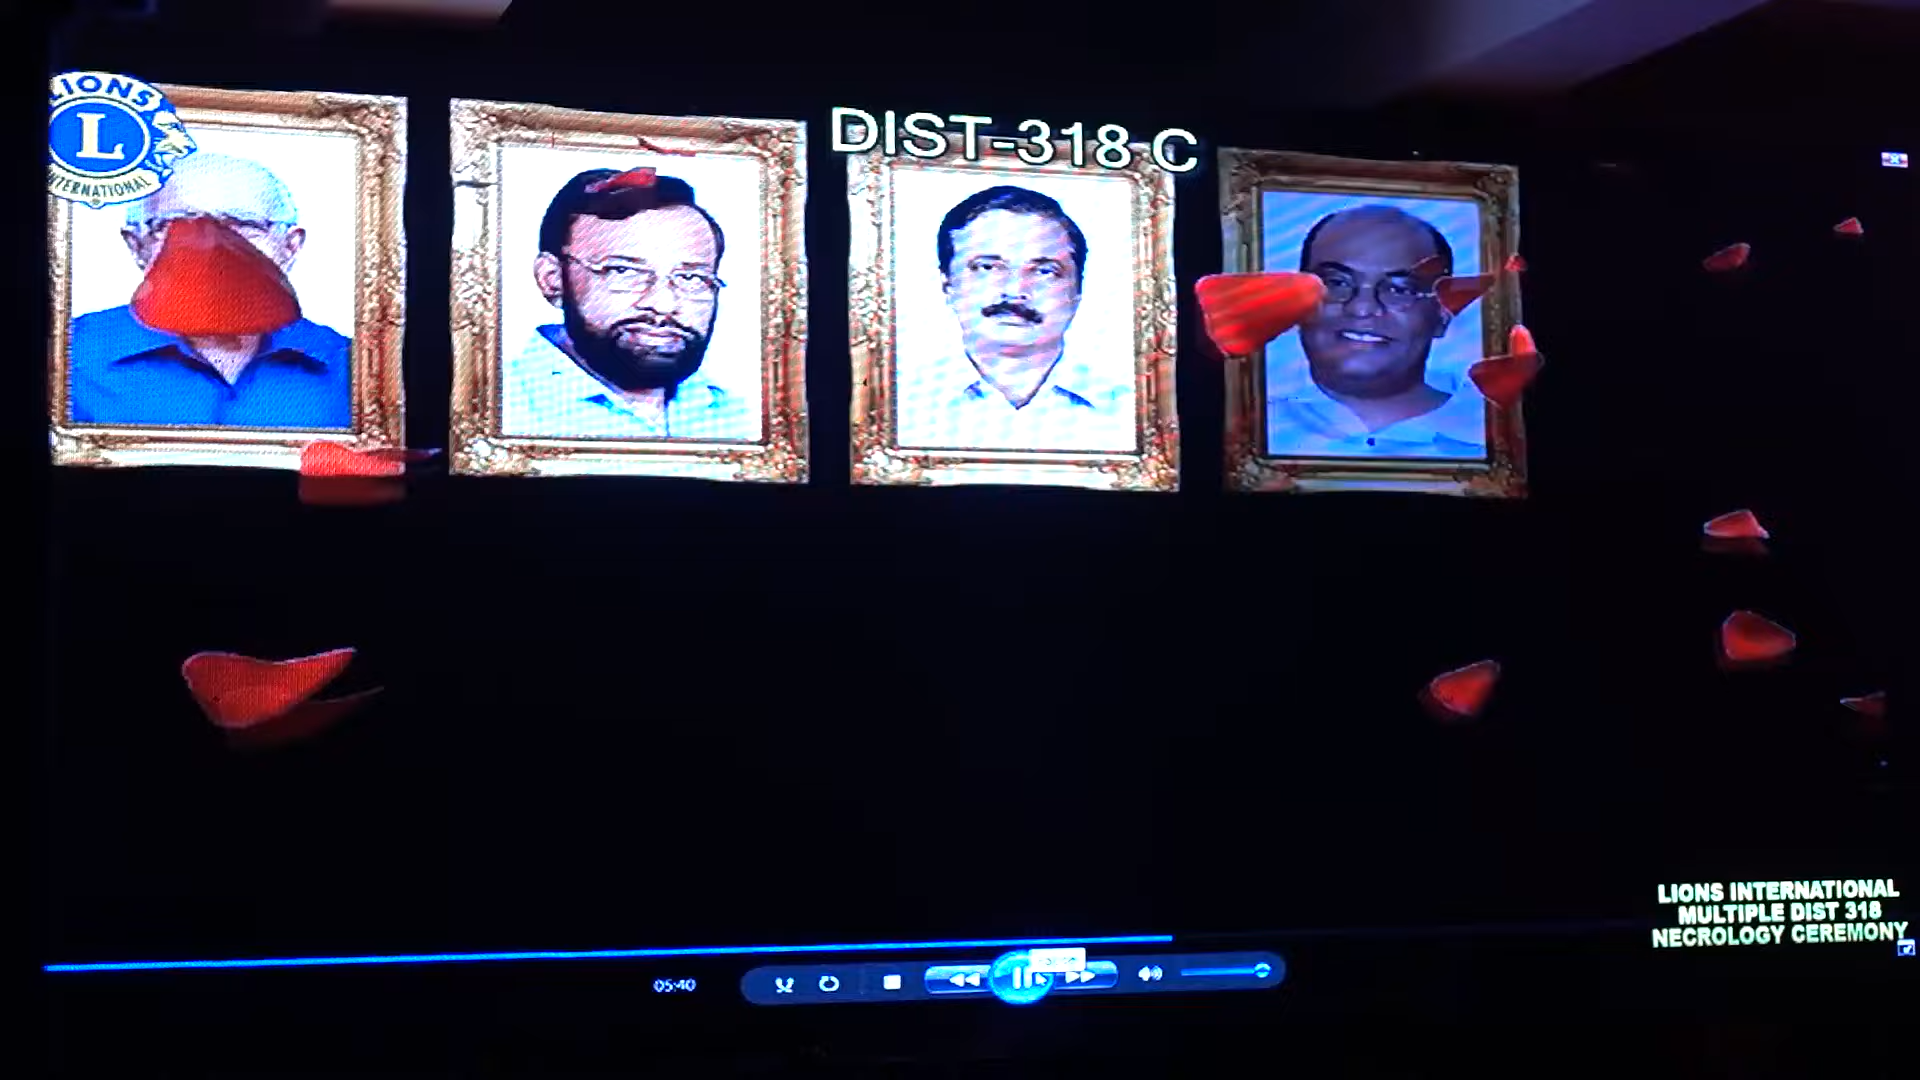 LIONS
L
INTERNATIONAL
DIST-318 C
LIONS INTERNATIONAL
MULTIPLE DIST 318
NECROLOGY CEREMONY
05:40